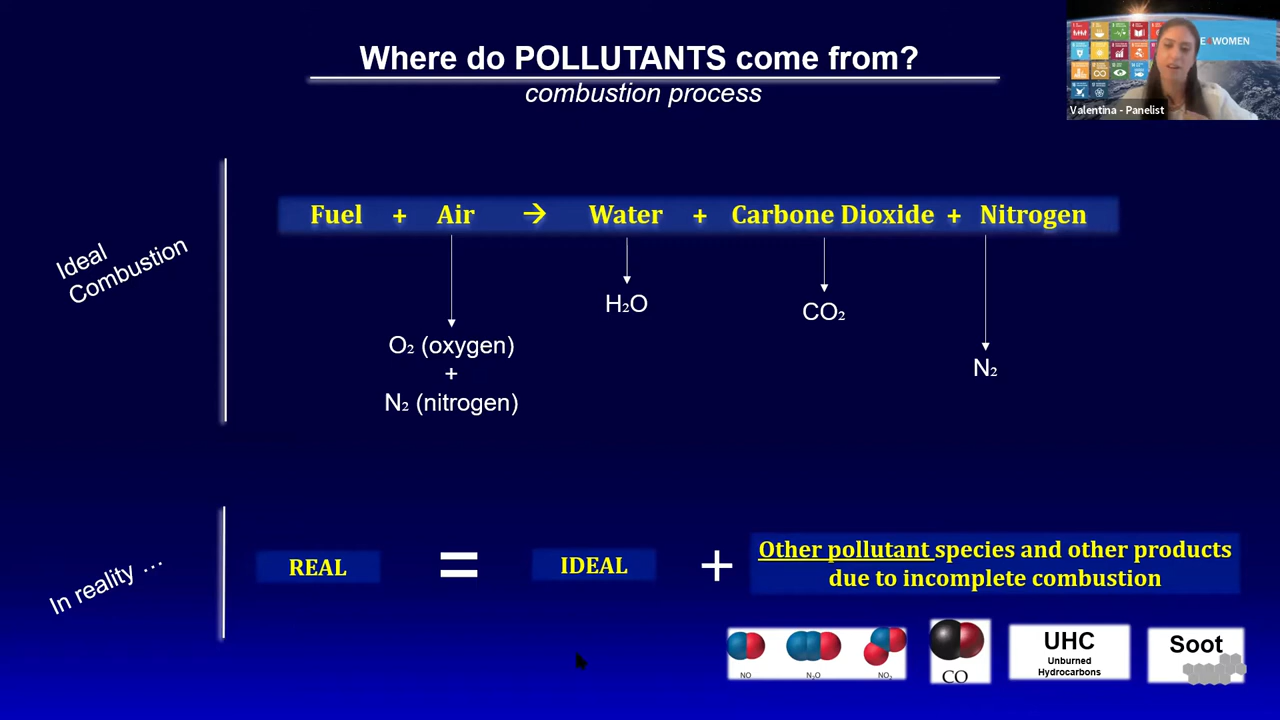 Where do POLLUTANTS come from?
combustion process
E4WOMEN
Valentina - Panelist
Ideal
Combustion
Fuel + Air → Water + Carbone Dioxide + Nitrogen
H₂O
CO₂
O₂ (oxygen)
+
N₂ (nitrogen)
N₂
In reality ...
REAL = IDEAL +
Other pollutant species and other products
due to incomplete combustion
NO
N₂O
NO₂
CO
UHC
Unburned
Hydrocarbons
Soot